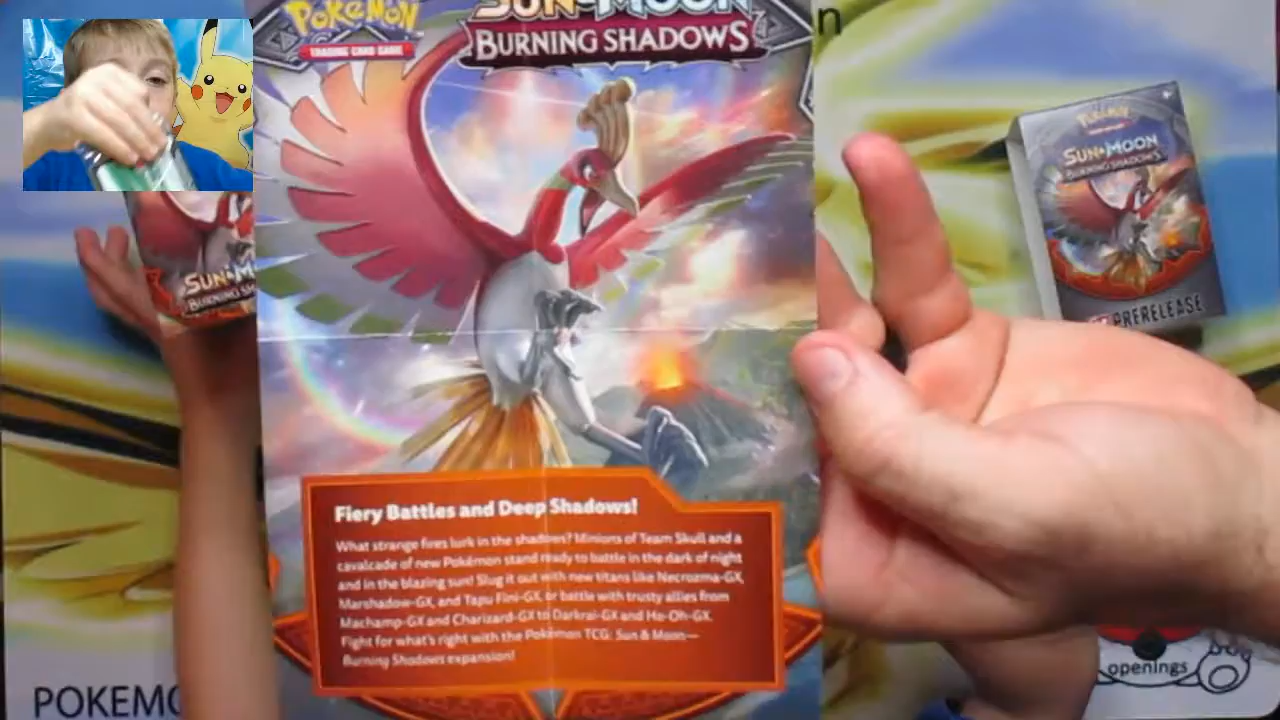 POKÉMON
TRADING CARD GAME
SUN & MOON
BURNING SHADOWS
n
Pokémon
SUN & MOON
BURNING SHADOWS
PRERELEASE
SUN & MO
BURNING SH
Fiery Battles and Deep Shadows!
What strange fires lurk in the shadows? Minions of Team Skull and a
cavalcade of new Pokémon stand ready to battle in the dark of night
and in the blazing sun! Slug it out with new titans like Necrozma-GX,
Marshadow-GX, and Tapu Fini-GX, or battle with trusty allies from
Machamp-GX and Charizard-GX to Darkrai-GX and Ho-Oh-GX.
Fight for what's right with the Pokémon TCG: Sun & Moon—
Burning Shadows expansion!
POKEMO
openings